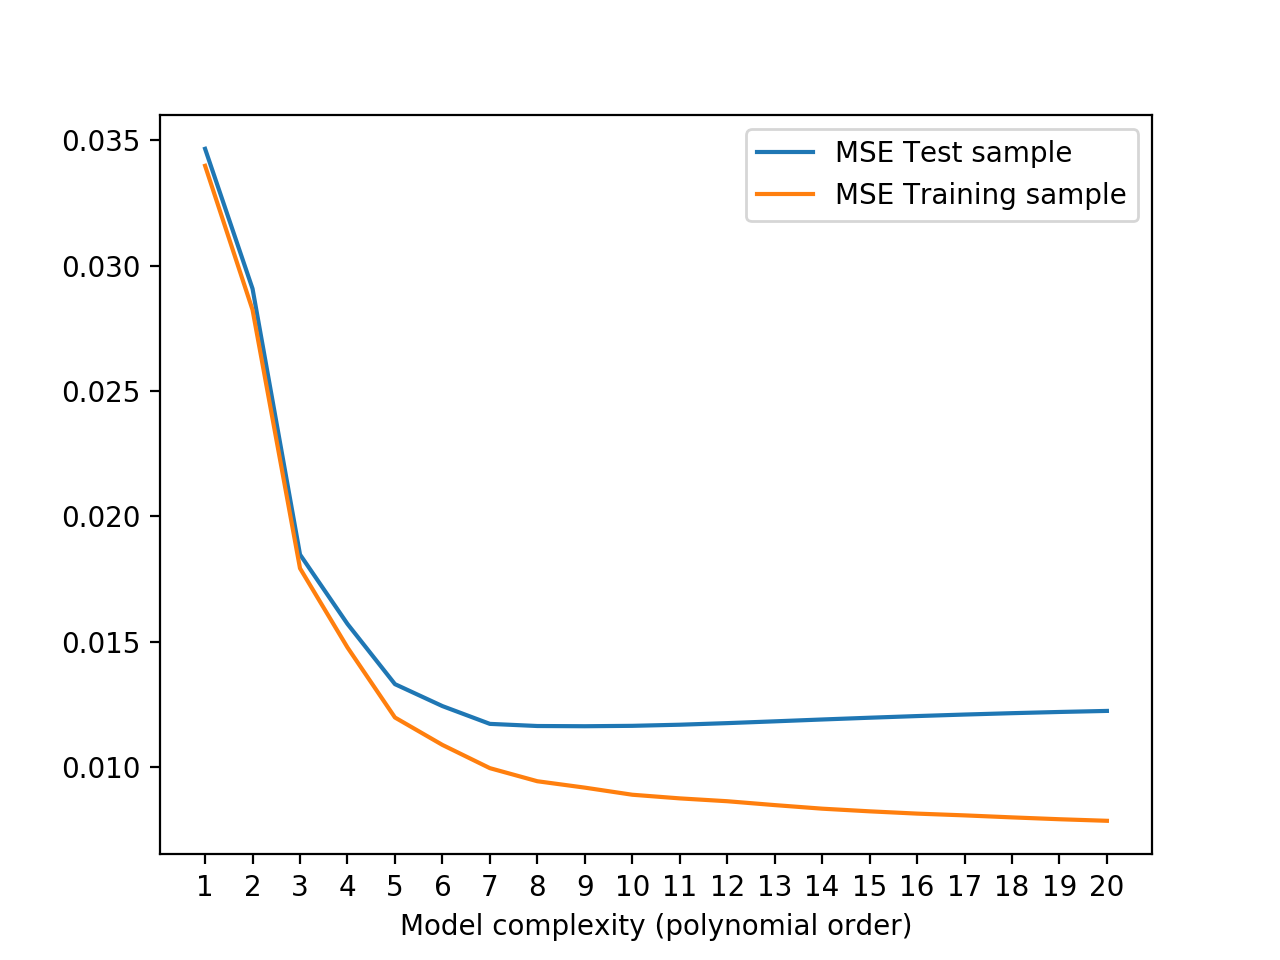 MSE Test sample
MSE Training sample
0.035
0.030
0.025
0.020
0.015
0.010
1 2 3 4 5 6 7 8 9 10 11 12 13 14 15 16 17 18 19 20
Model complexity (polynomial order)